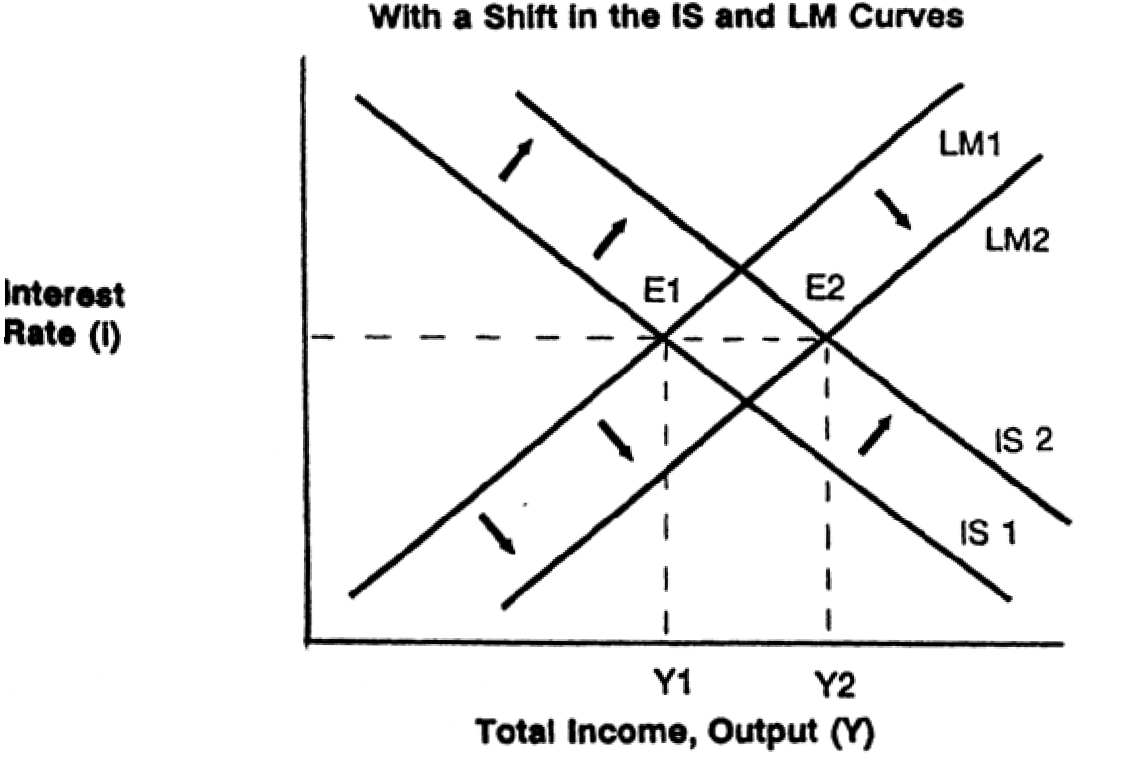 With a Shift in the IS and LM Curves
LM1
LM2
E1
E2
Interest
Rate (i)
IS 2
IS 1
Y1
Y2
Total Income, Output (Y)